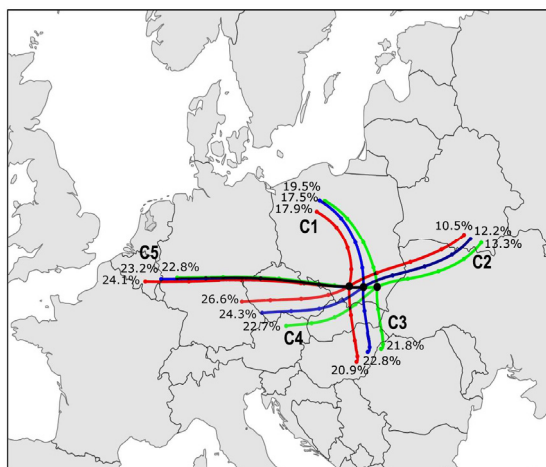 19.5%
17.5%
17.9%
C1
10.5%
12.2%
13.3%
C2
C5
23.2% 22.8%
24.1%
26.6%
24.3%
22.7%
C4
C3
21.8%
22.8%
20.9%